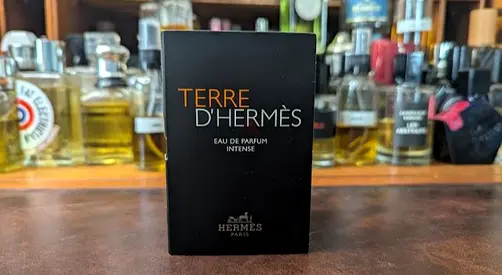 TERRE
D'HERMÈS
EAU DE PARFUM
INTENSE
HERMÈS
PARIS